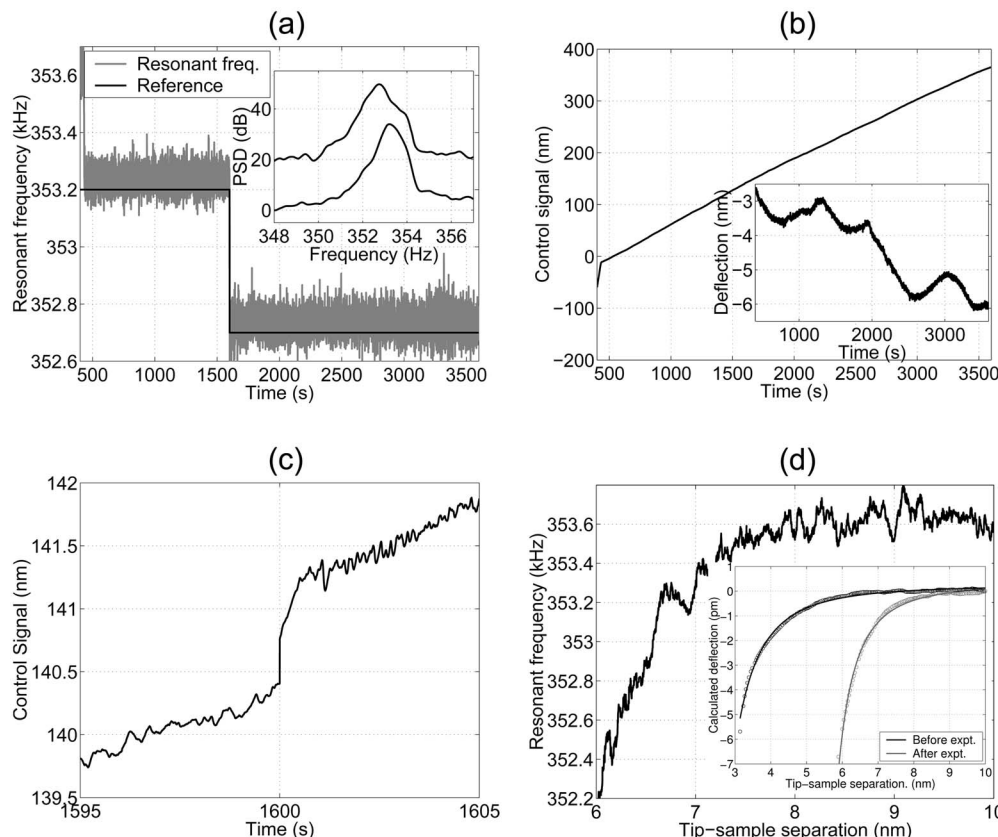 (a)
Resonant freq.
Reference
353.6
353.4
353.2
353
352.8
352.6
Resonant frequency (kHz)
500 1000 1500 2000 2500 3000 3500
Time (s)
PSD (dB)
40
20
0
348 350 352 354 356
Frequency (Hz)
(b)
400
300
200
100
0
−100
−200
Control signal (nm)
500 1000 1500 2000 2500 3000 3500
Time (s)
Deflection (nm)
−3
−4
−5
−6
1000 2000 3000
Time (s)
(c)
142
141.5
141
140.5
140
139.5
Control Signal (nm)
1595 1600 1605
Time (s)
(d)
353.6
353.4
353.2
353
352.8
352.6
352.4
352.2
Resonant frequency (kHz)
6 7 8 9 10
Tip−sample separation (nm)
Calculated deflection (pm)
1
0
−1
−2
−3
−4
−5
−6
−7
3 4 5 6 7 8 9 10
Tip−sample separation. (nm)
Before expt.
After expt.